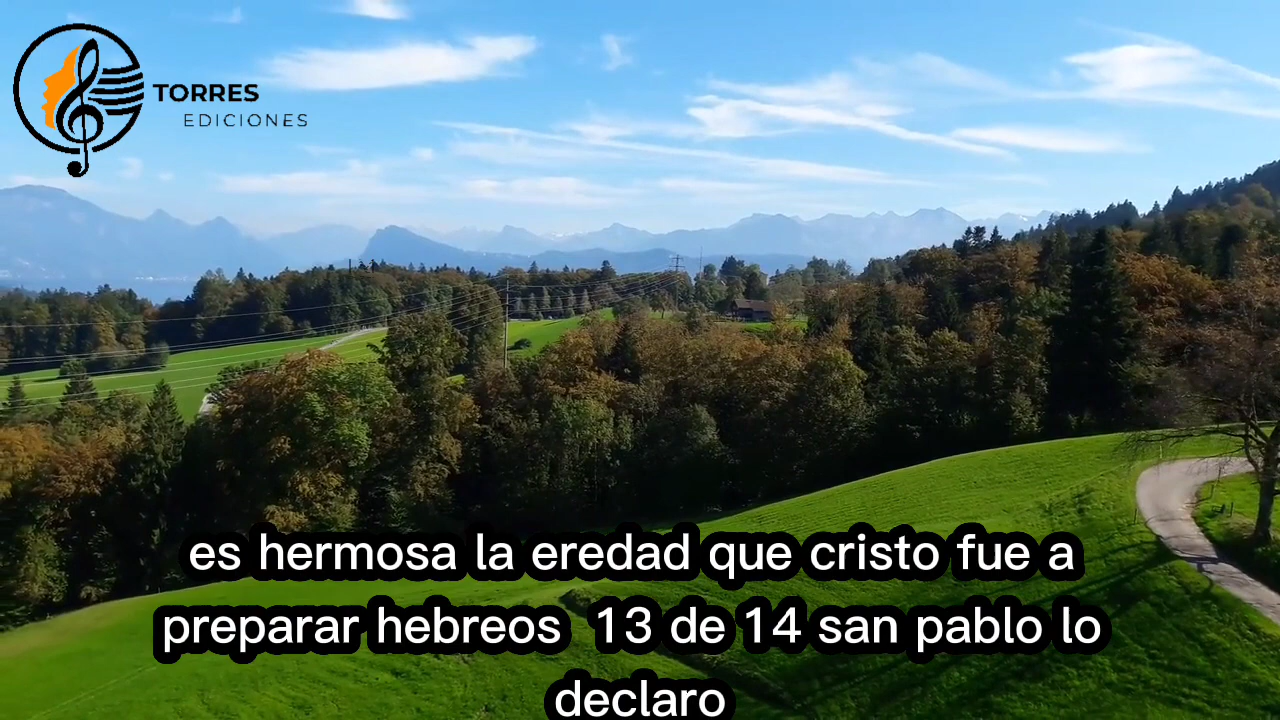 TORRES
EDICIONES
es hermosa la eredad que cristo fue a
preparar hebreos 13 de 14 san pablo lo
declaro